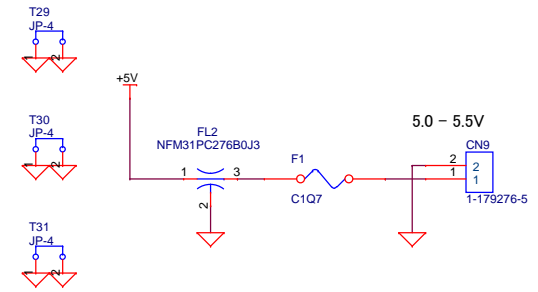 T29
JP-4
1
2
+5V
T30
JP-4
1
2
FL2
NFM31PC276B0J3
1
3
2
F1
C1Q7
5.0 – 5.5V
CN9
2
2
1
1
1-179276-5
T31
JP-4
1
2